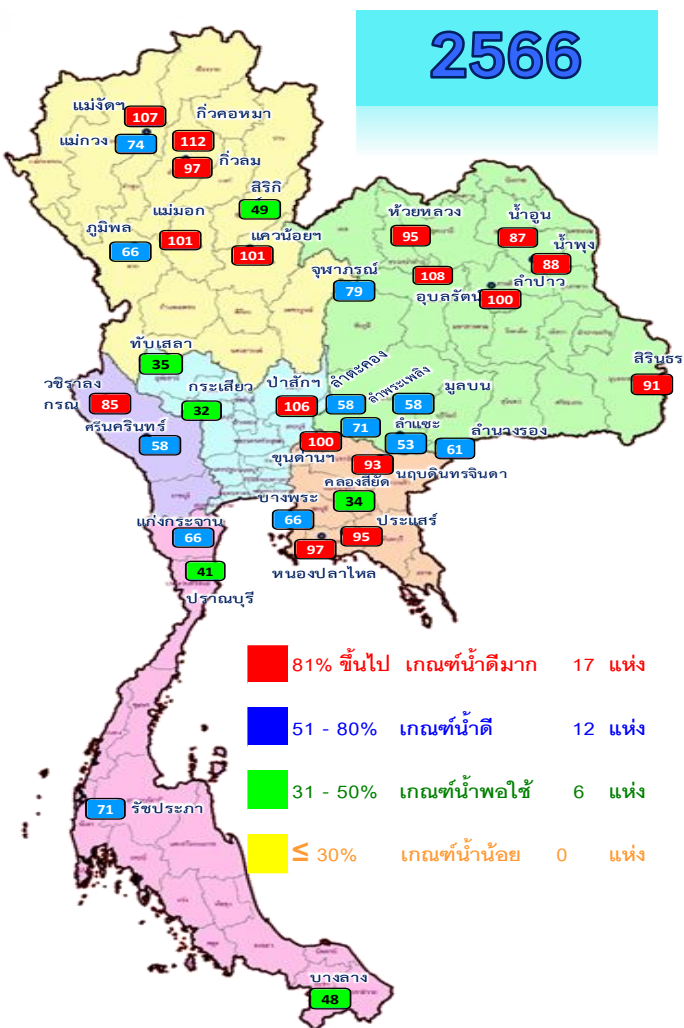 2566
แม่งัดฯ
107
กิ่วคอหมา
แม่กวง
74
112
97
กิ่วลม
สิริกิ
49
ภูมิพล
66
แม่มอก
101
แควน้อยฯ
101
ห้วยหลวง
95
น้ำอูน
87
น้ำพุง
88
จุฬาภรณ์
79
108
อุบลรัตน์
ลำปาว
100
ทับเสลา
35
สิรินธร
91
วชิราลง
กรณ
85
กระเสียว
32
ป่าสักฯ
106
ลำตะคอง
58
ลำพระเพลิง
71
มูลบน
58
ลำแซะ
53
ลำนางรอง
61
ศรีนครินทร์
58
100
ขุนด่านฯ
93
นฤบดินทรจินดา
คลองสียัด
34
บางพระ
66
ประแสร์
95
97
หนองปลาไหล
แก่งกระจาน
66
41
ปราณบุรี
81% ขึ้นไป เกณฑ์น้ำดีมาก 17 แห่ง
51 - 80% เกณฑ์น้ำดี 12 แห่ง
31 - 50% เกณฑ์น้ำพอใช้ 6 แห่ง
≤ 30% เกณฑ์น้ำน้อย 0 แห่ง
71
รัชประภา
บางลาง
48